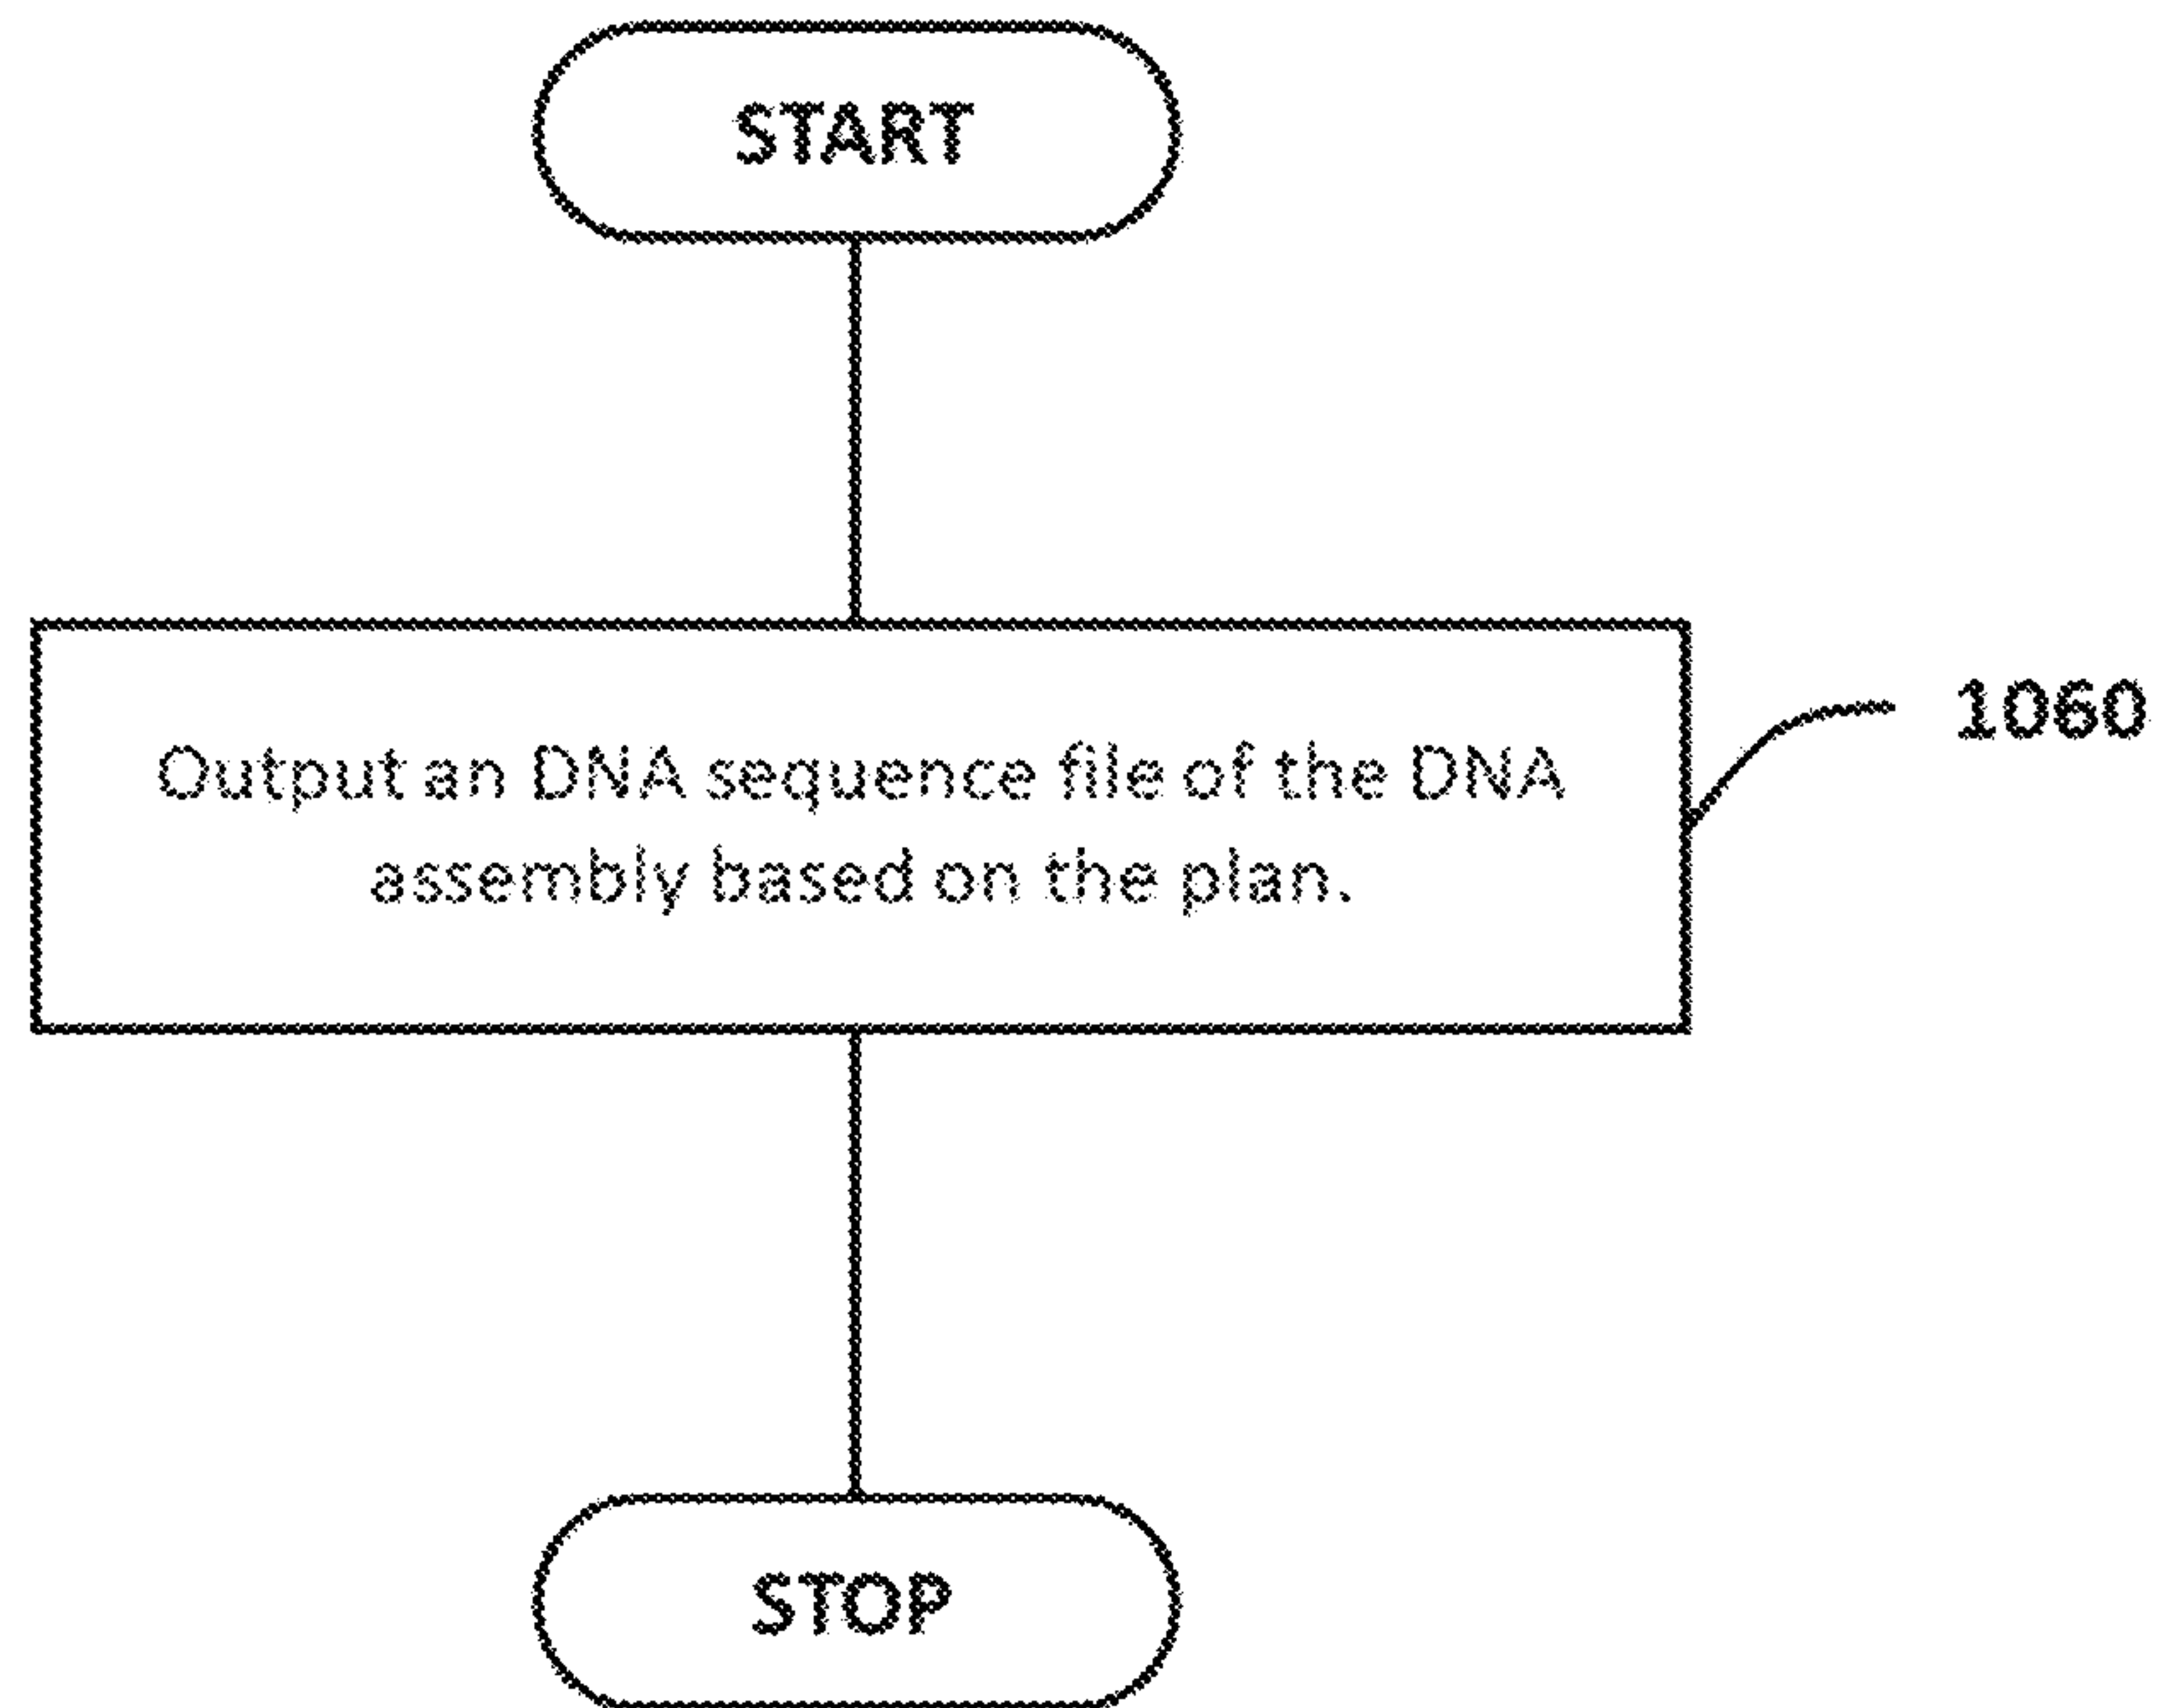 START
Output an DNA sequence file of the DNA
assembly based on the plan.
1060
STOP